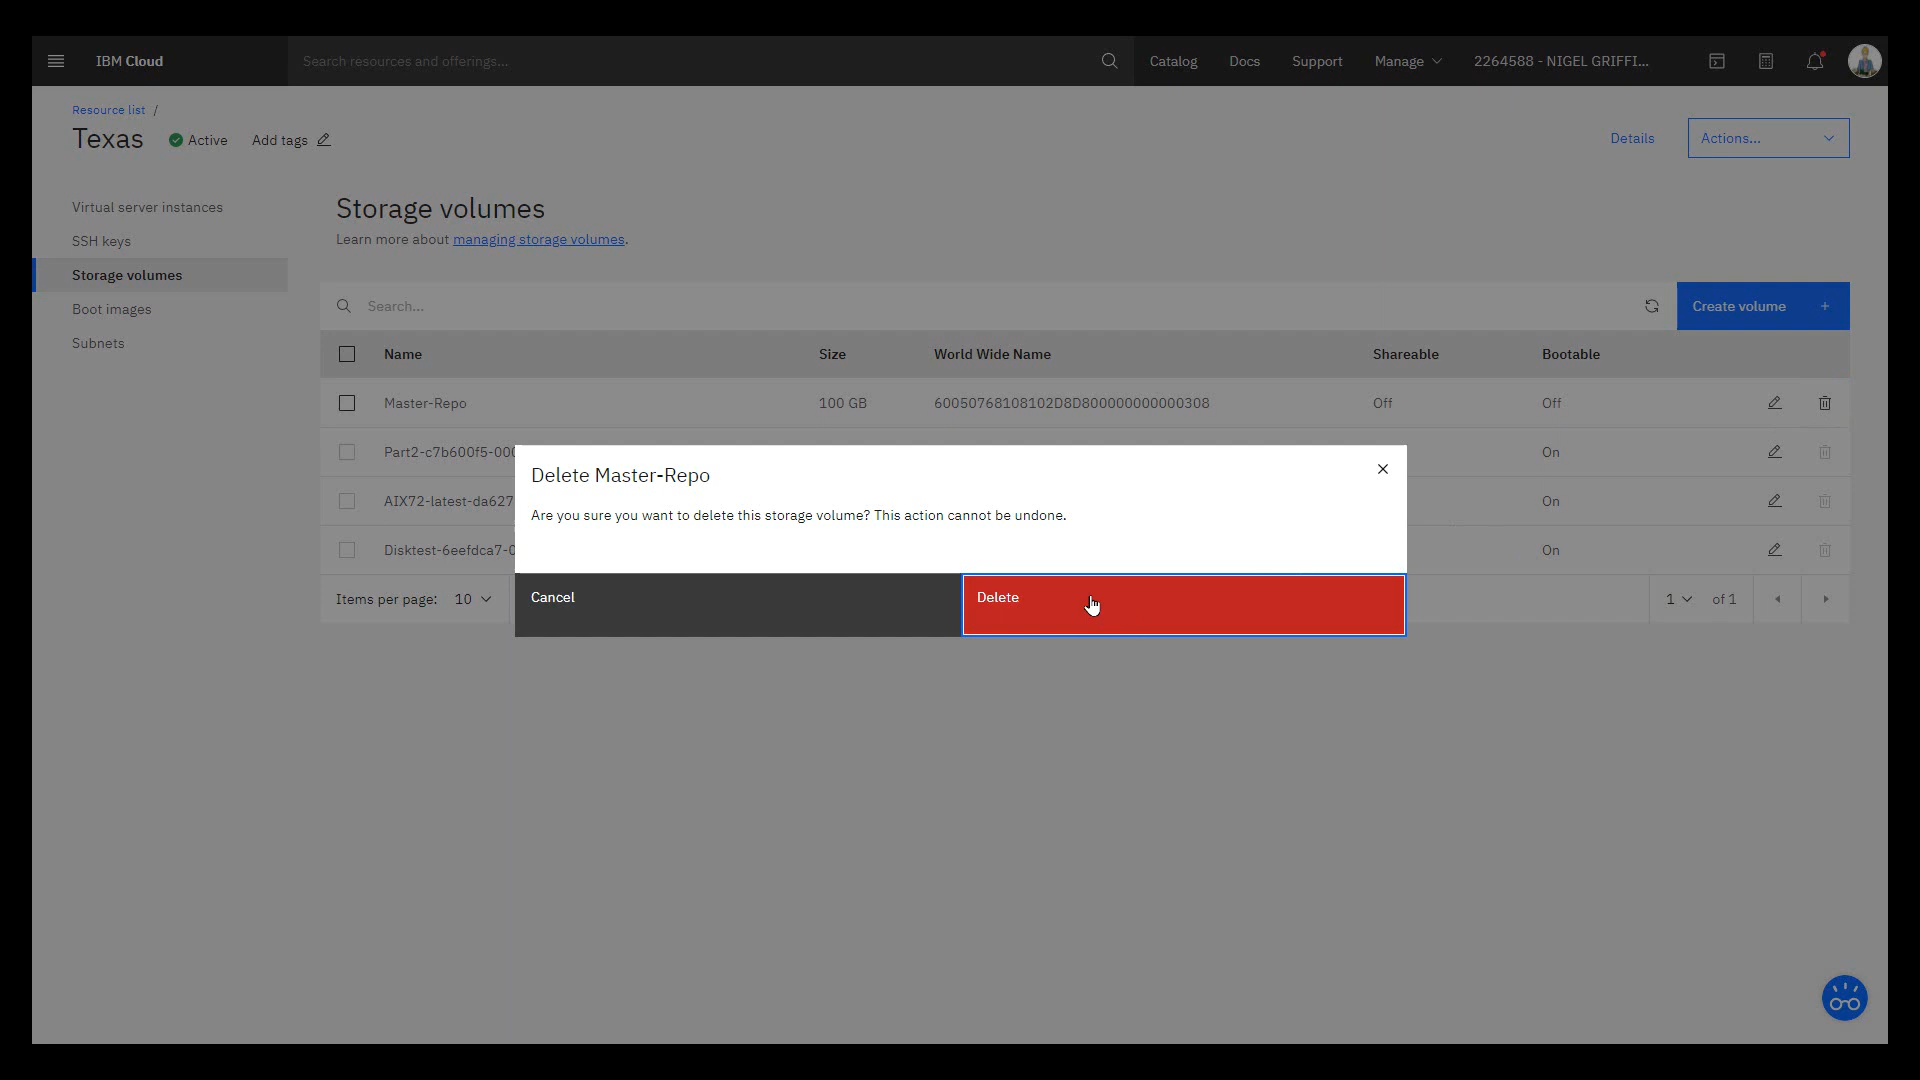 IBM Cloud
Search resources and offerings...
Catalog
Docs
Support
Manage
2264588 - NIGEL GRIFFI...
Resource list /
Texas
Active
Add tags
Details
Actions...
Virtual server instances
SSH keys
Storage volumes
Boot images
Subnets
Storage volumes
Learn more about managing storage volumes.
Search...
Create volume +
Name Size World Wide Name Shareable Bootable
Master-Repo 100 GB 60050768108102D8D800000000000308 Off Off
Part2-c7b600f5-000 On
AIX72-latest-da627 On
Disktest-6eefdca7-0 On
Items per page: 10
1 of 1
Delete Master-Repo
Are you sure you want to delete this storage volume? This action cannot be undone.
Cancel
Delete